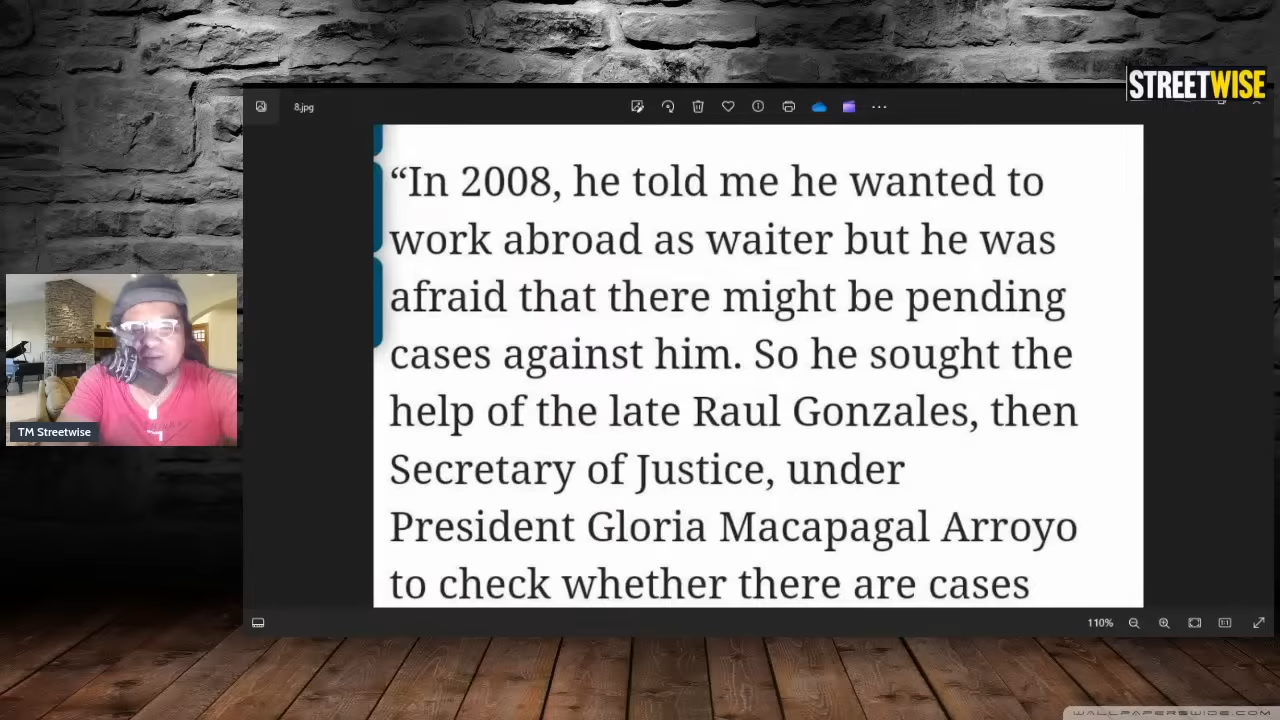 STREETWISE
8.jpg
“In 2008, he told me he wanted to
work abroad as waiter but he was
afraid that there might be pending
cases against him. So he sought the
help of the late Raul Gonzales, then
Secretary of Justice, under
President Gloria Macapagal Arroyo
to check whether there are cases
TM Streetwise
110%
WALLPAPERSWIDE.COM